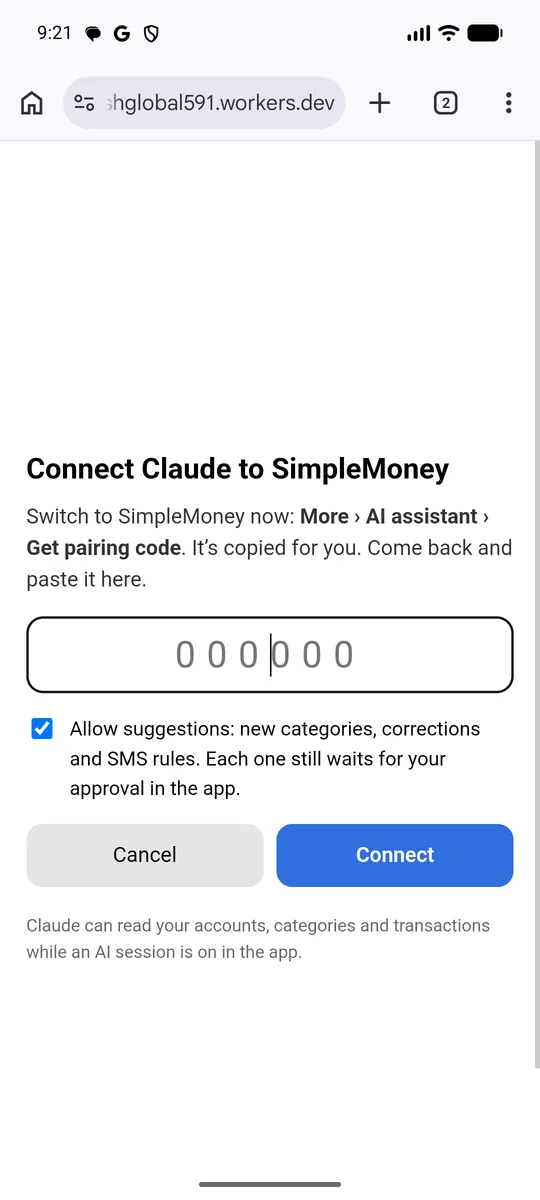 9:21
shglobal591.workers.dev
2
Connect Claude to SimpleMoney
Switch to SimpleMoney now: More › AI assistant ›
Get pairing code. It’s copied for you. Come back and
paste it here.
000000
Allow suggestions: new categories, corrections
and SMS rules. Each one still waits for your
approval in the app.
Cancel
Connect
Claude can read your accounts, categories and transactions
while an AI session is on in the app.